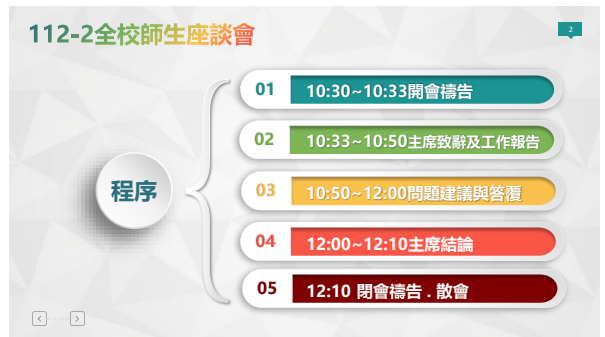 112-2全校師生座談會
2
程序
01 10:30~10:33開會禱告
02 10:33~10:50主席致辭及工作報告
03 10:50~12:00問題建議與答覆
04 12:00~12:10主席結論
05 12:10 閉會禱告 . 散會